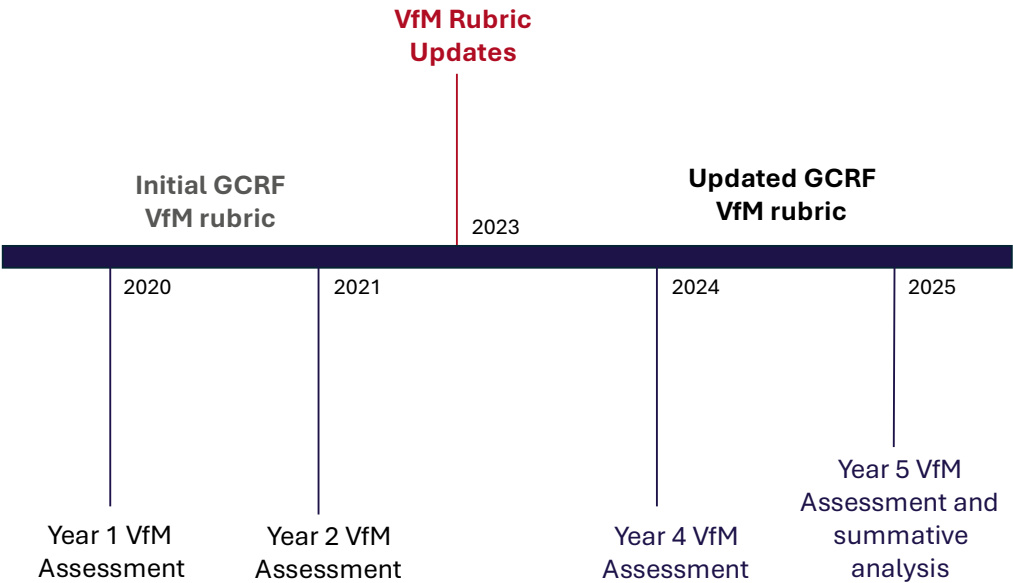 VfM Rubric
Updates
Initial GCRF
VfM rubric
Updated GCRF
VfM rubric
2023
2020
2021
2024
2025
Year 1 VfM
Assessment
Year 2 VfM
Assessment
Year 4 VfM
Assessment
Year 5 VfM
Assessment and
summative
analysis